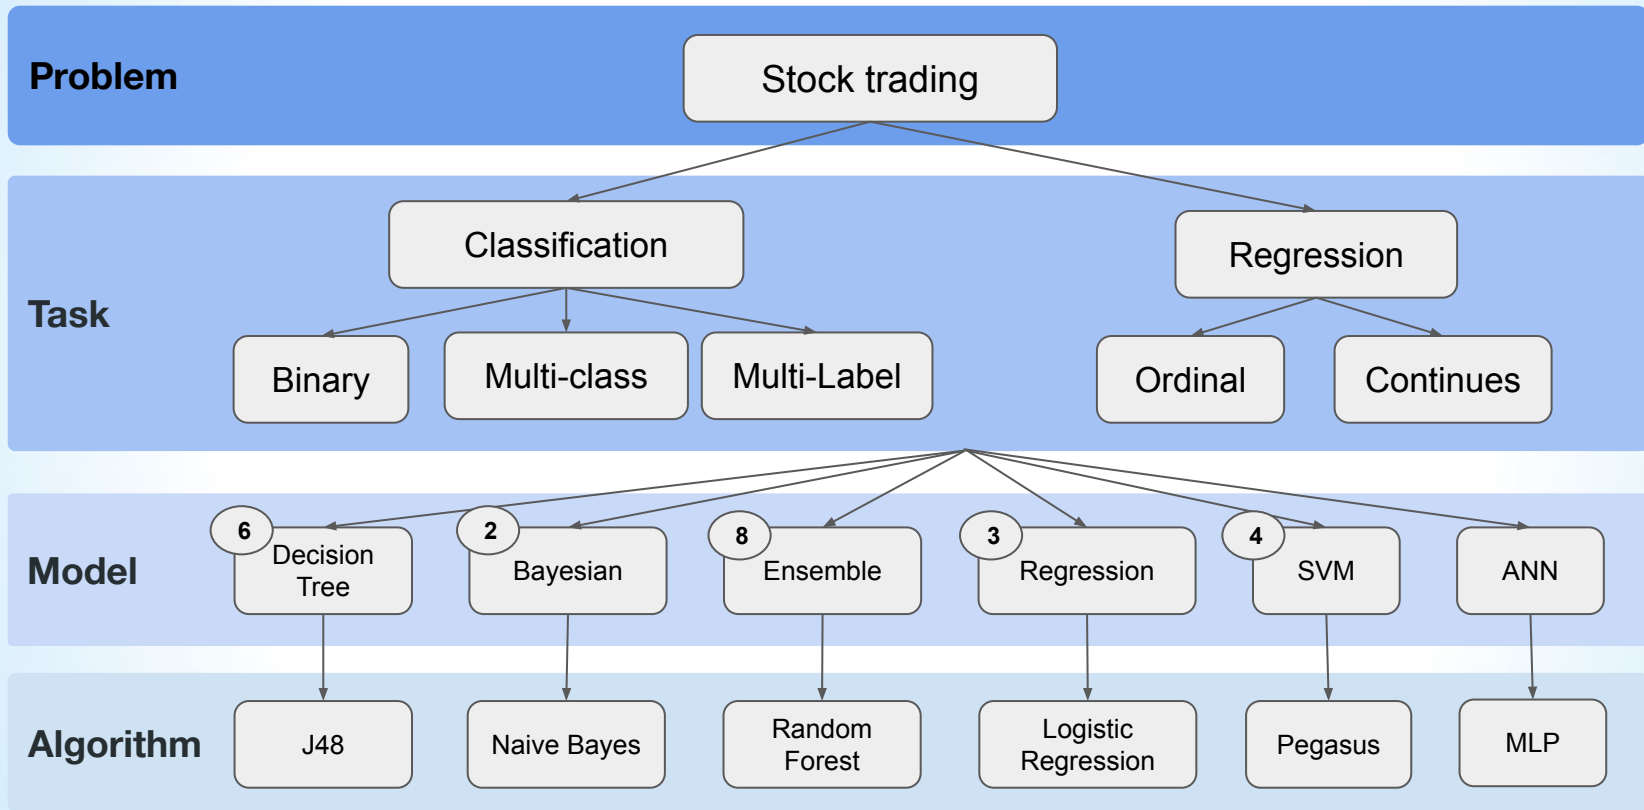 Problem
Stock trading
Classification
Regression
Task
Binary
Multi-class
Multi-Label
Ordinal
Continues
6
2
8
3
4
Model
Decision
Tree
Bayesian
Ensemble
Regression
SVM
ANN
Algorithm
J48
Naive Bayes
Random
Forest
Logistic
Regression
Pegasus
MLP